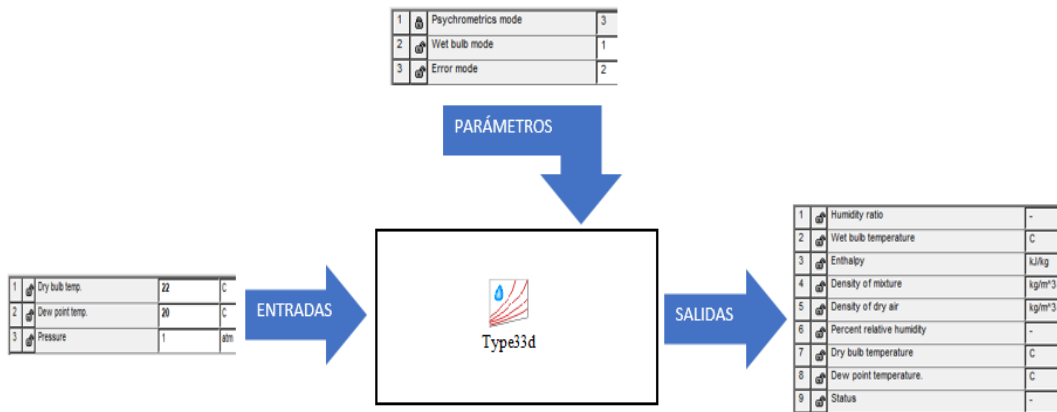 1 Psychrometrics mode 3
2 Wet bulb mode 1
3 Error mode 2
PARÁMETROS
1 Dry bulb temp. 22 C
2 Dew point temp. 20 C
3 Pressure 1 atm
ENTRADAS
Type33d
SALIDAS
1 Humidity ratio -
2 Wet bulb temperature C
3 Enthalpy kJ/kg
4 Density of mixture kg/m^3
5 Density of dry air kg/m^3
6 Percent relative humidity -
7 Dry bulb temperature C
8 Dew point temperature. C
9 Status -